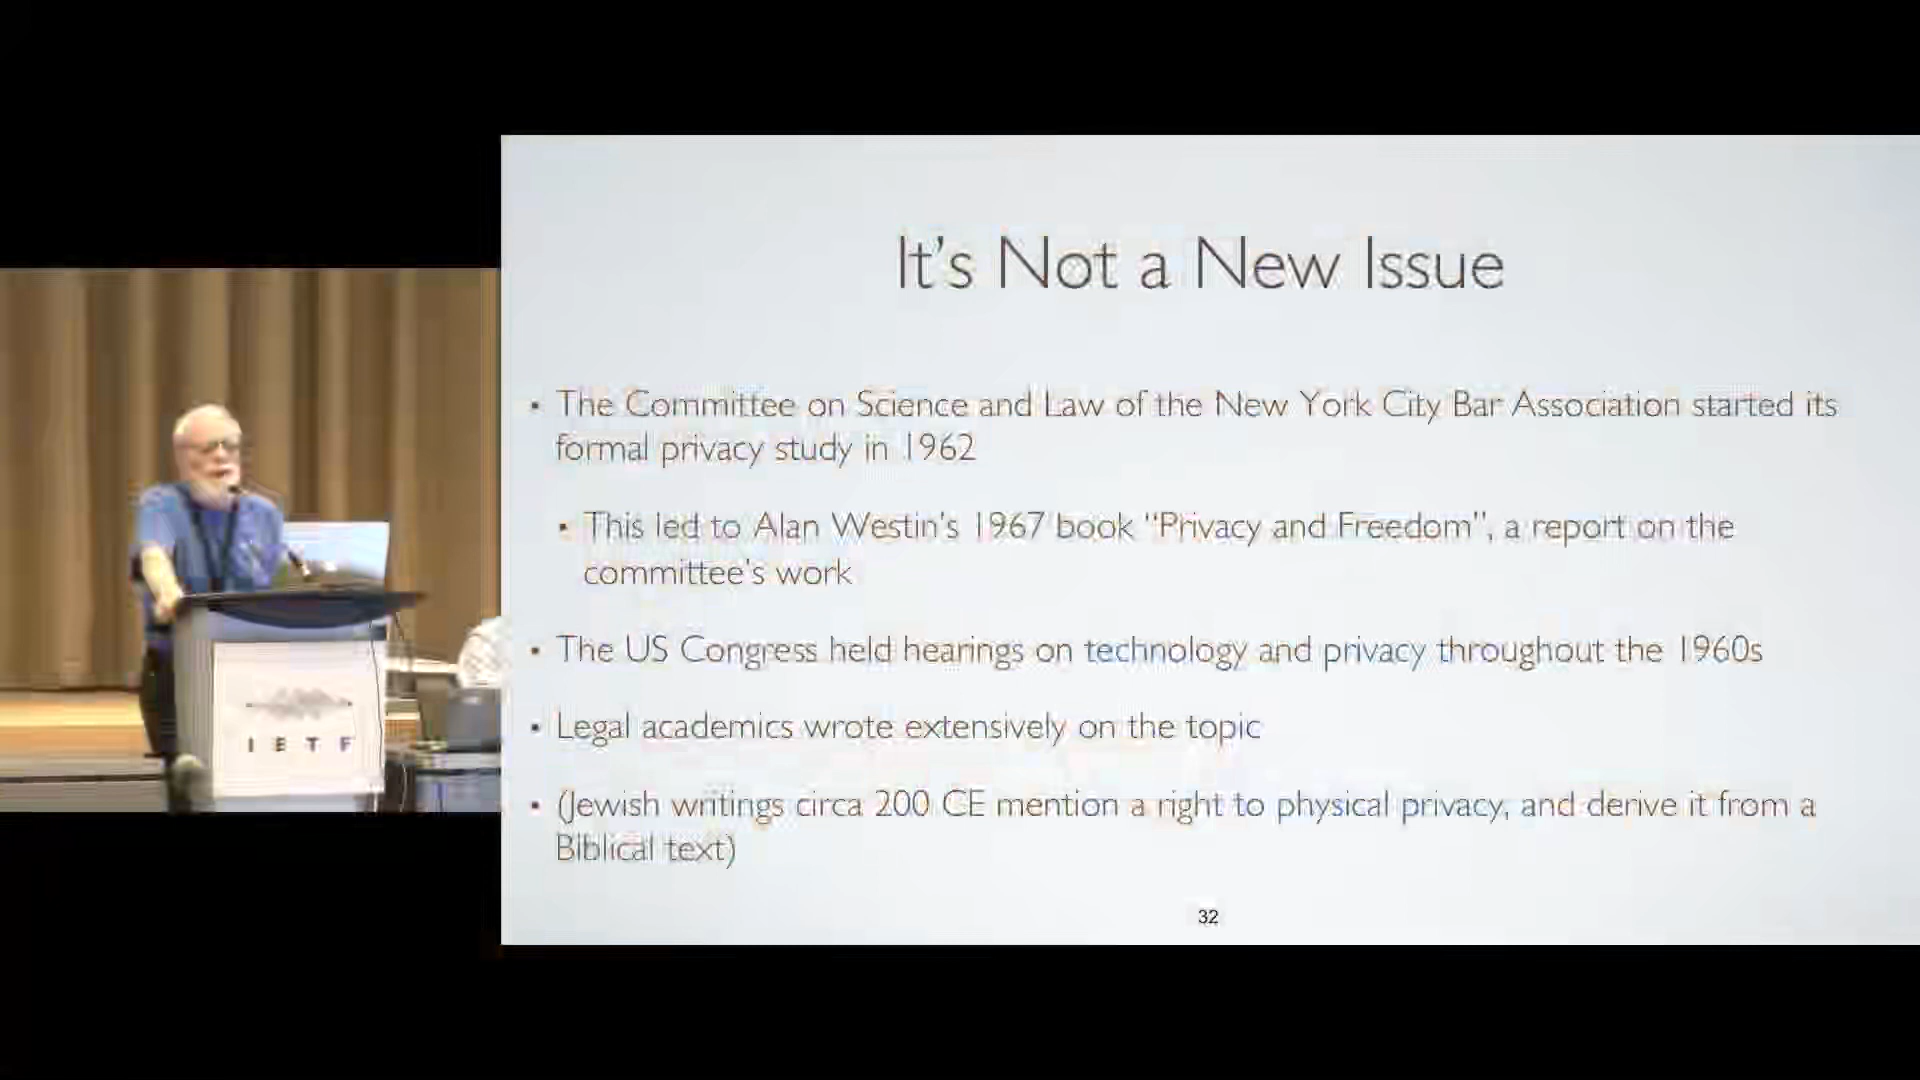 It's Not a New Issue
• The Committee on Science and Law of the New York City Bar Association started its
formal privacy study in 1962
• This led to Alan Westin's 1967 book "Privacy and Freedom", a report on the
committee's work
• The US Congress held hearings on technology and privacy throughout the 1960s
• Legal academics wrote extensively on the topic
• (Jewish writings circa 200 CE mention a right to physical privacy, and derive it from a
Biblical text)
32
I E T F